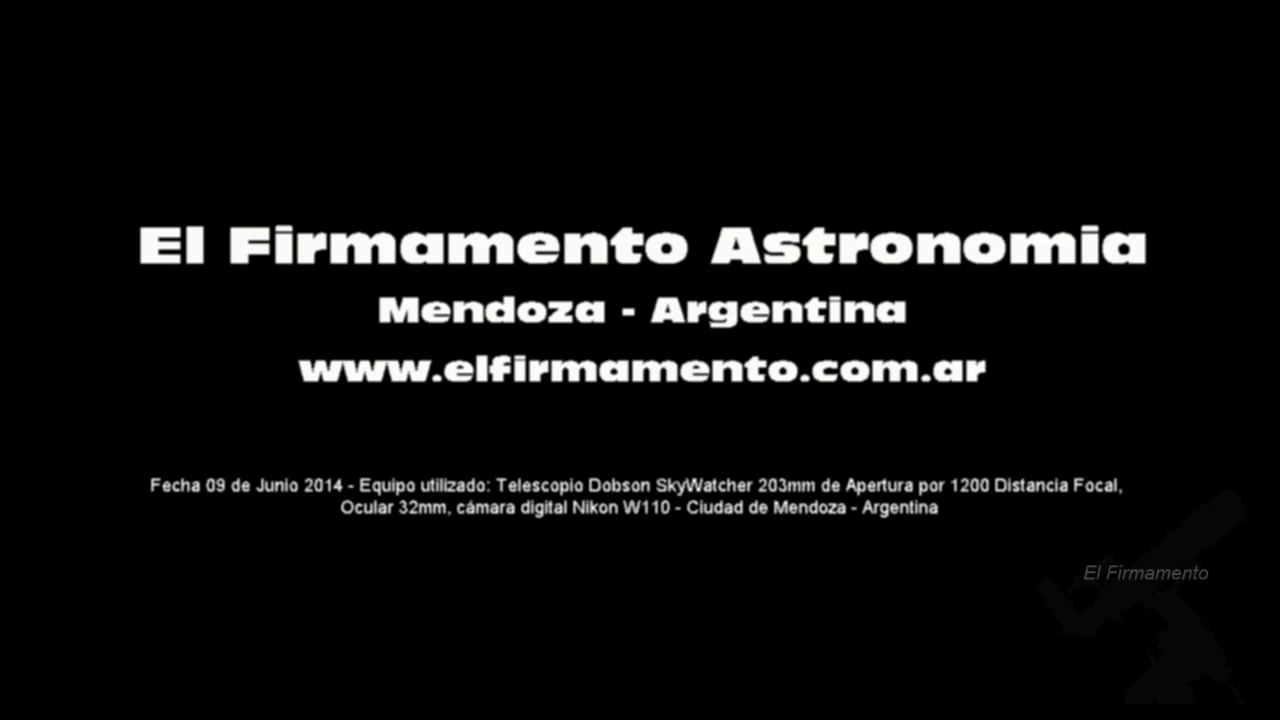 El Firmamento Astronomia
Mendoza - Argentina
www.elfirmamento.com.ar
Fecha 09 de Junio 2014 - Equipo utilizado: Telescopio Dobson SkyWatcher 203mm de Apertura por 1200 Distancia Focal,
Ocular 32mm, cámara digital Nikon W110 - Ciudad de Mendoza - Argentina
El Firmamento